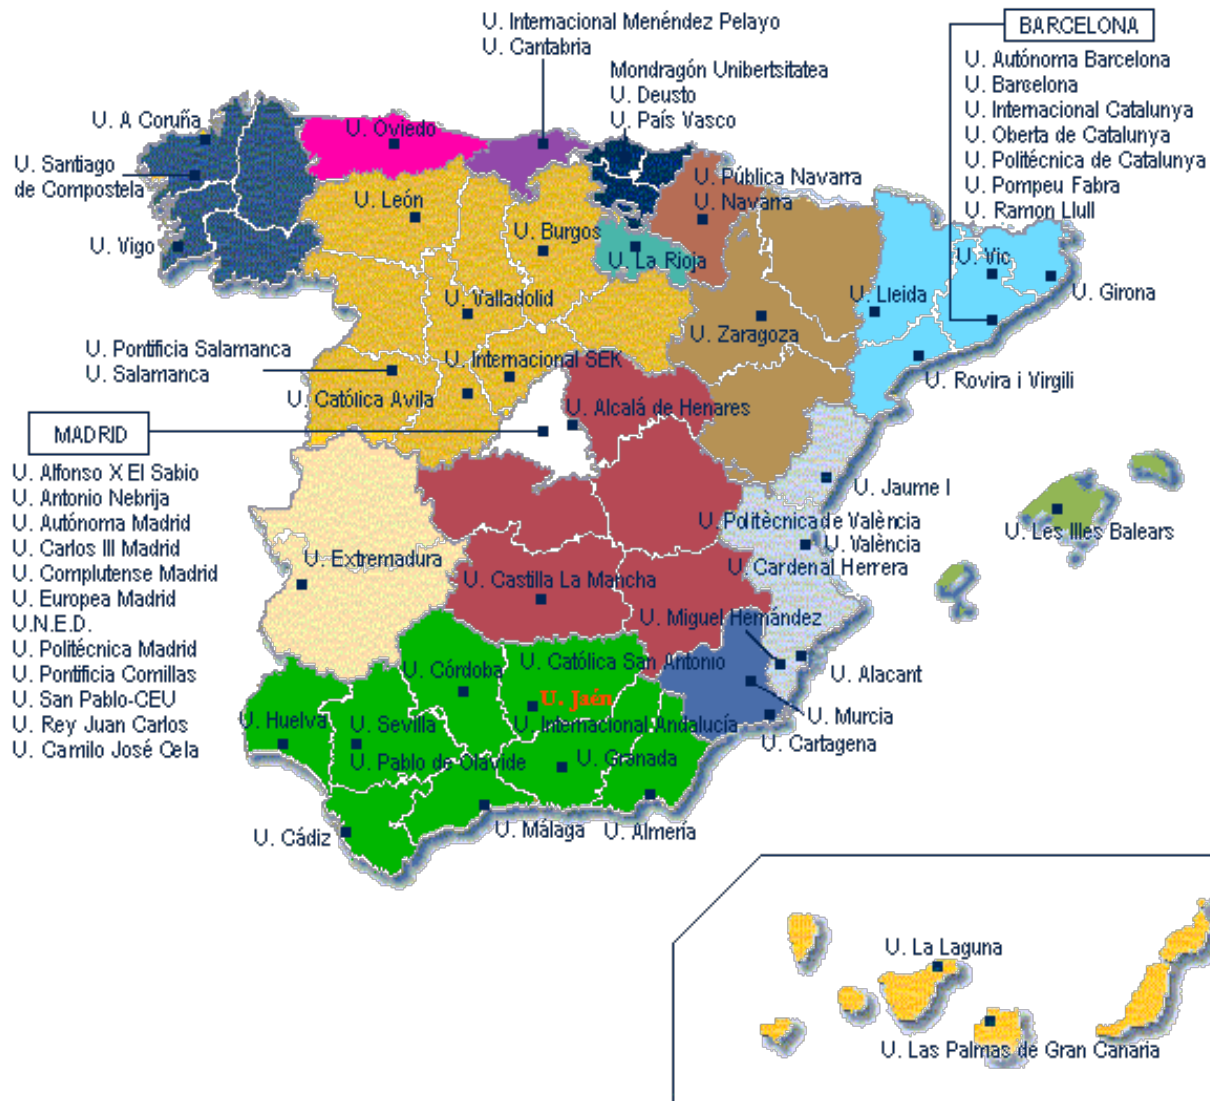 U. Internacional Menéndez Pelayo
U. Cantabria
BARCELONA
U. Autónoma Barcelona
U. Barcelona
U. Internacional Catalunya
U. Oberta de Catalunya
U. Politécnica de Catalunya
U. Pompeu Fabra
U. Ramon Llull
Mondragón Unibertsitatea
U. Deusto
U. País Vasco
U. A Coruña
U. Oviedo
U. Santiago
de Compostela
U. Pública Navarra
U. Navarra
U. León
U. Vigo
U. Burgos
U. La Rioja
U. Vic
U. Girona
U. Lleida
U. Valladolid
U. Zaragoza
U. Pontificia Salamanca
U. Salamanca
U. Internacional SEK
U. Rovira i Virgili
U. Católica Avila
U. Alcalá de Henares
MADRID
U. Alfonso X El Sabio
U. Antonio Nebrija
U. Autónoma Madrid
U. Carlos III Madrid
U. Complutense Madrid
U. Europea Madrid
U.N.E.D.
U. Politécnica Madrid
U. Pontificia Comillas
U. San Pablo-CEU
U. Rey Juan Carlos
U. Camilo José Cela
U. Jaume I
U. Politècnica de València
U. València
U. Cardenal Herrera
U. Les Illes Balears
U. Extremadura
U. Castilla La Mancha
U. Miguel Hernández
U. Católica San Antonio
U. Córdoba
U. Alacant
U. Jaén
U. Murcia
U. Huelva
U. Sevilla
U. Internacional Andalucía
U. Cartagena
U. Pablo de Olavide
U. Granada
U. Cádiz
U. Málaga
U. Almería
U. La Laguna
U. Las Palmas de Gran Canaria